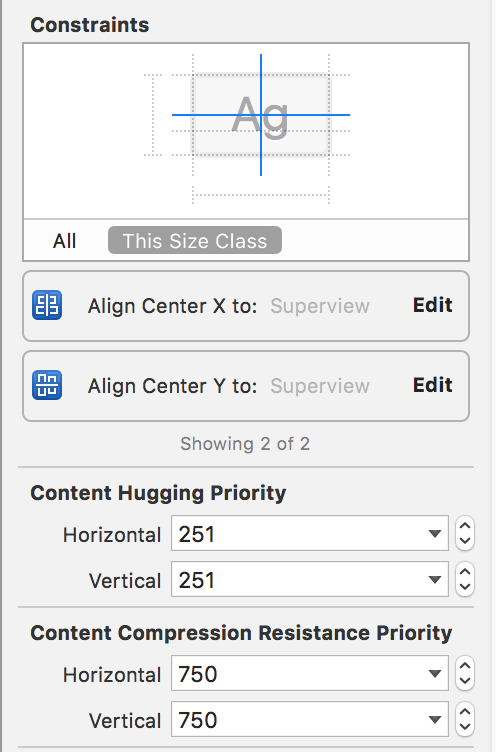 Constraints
Ag
All This Size Class
Align Center X to: Superview Edit
Align Center Y to: Superview Edit
Showing 2 of 2
Content Hugging Priority
Horizontal 251
Vertical 251
Content Compression Resistance Priority
Horizontal 750
Vertical 750